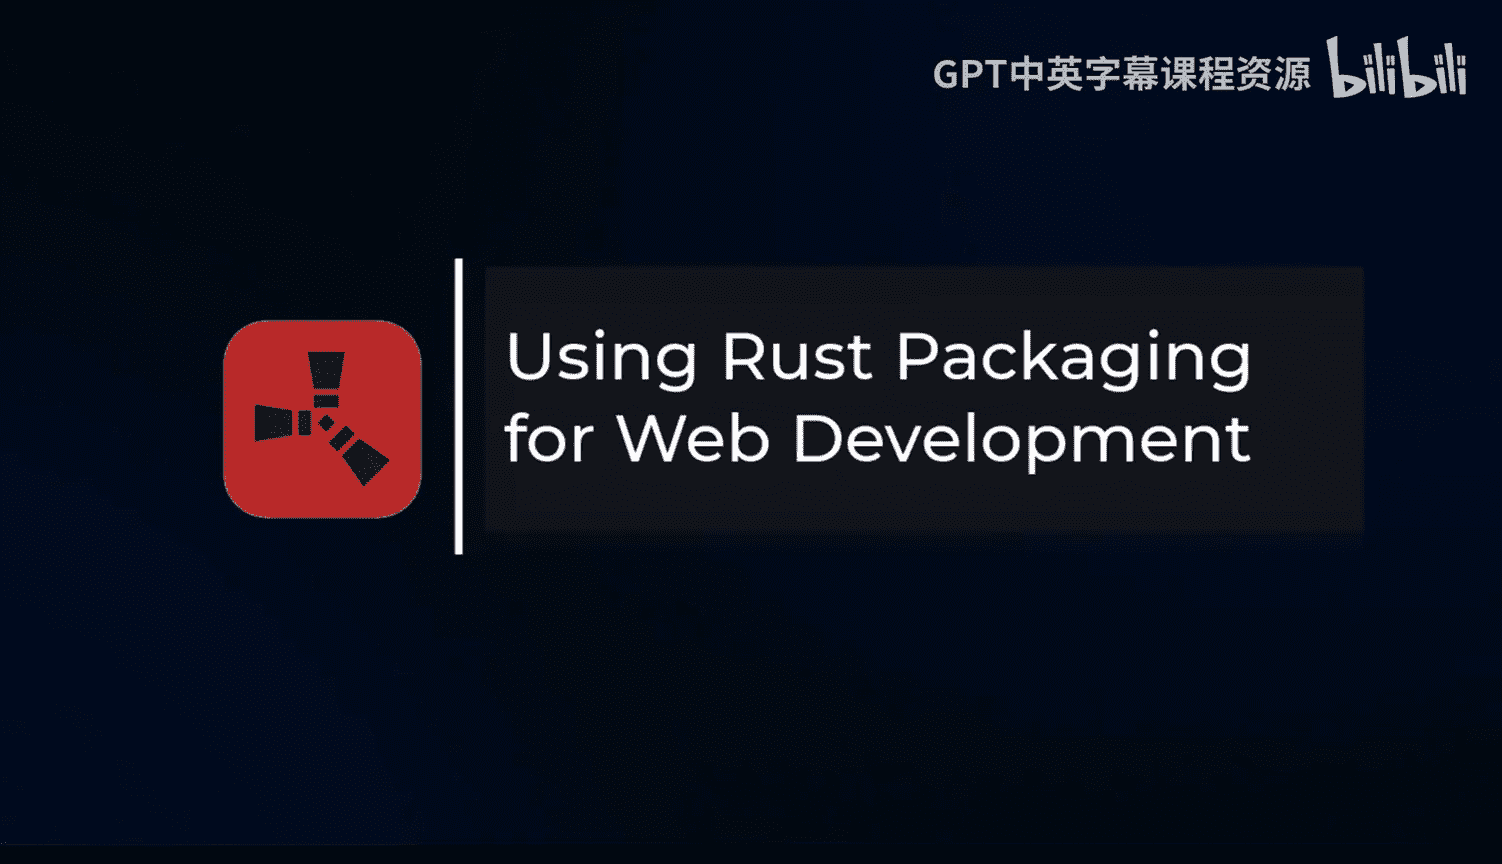 GPT中英字幕课程资源 bilibili
Using Rust Packaging
for Web Development